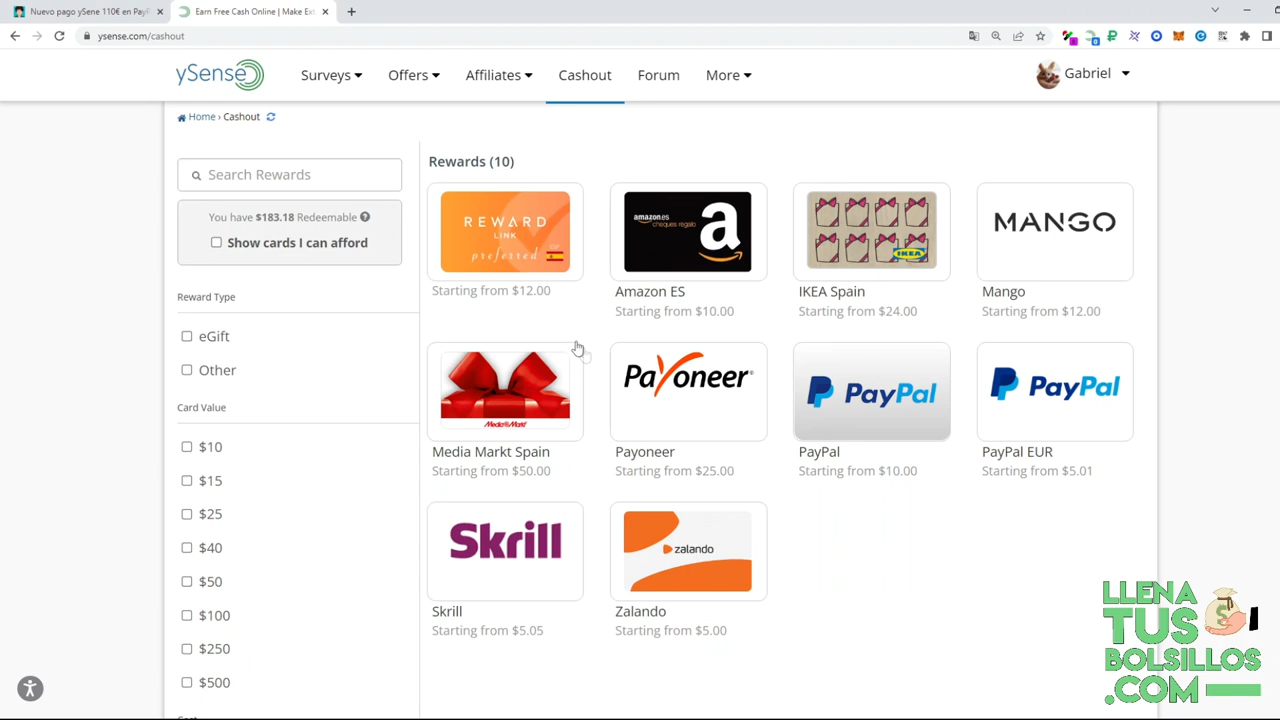 Nuevo pago ySene 110€ en PayP
Earn Free Cash Online | Make Ext
ysense.com/cashout
ySense
Surveys
Offers
Affiliates
Cashout
Forum
More
Gabriel
Home › Cashout
Search Rewards
You have $183.18 Redeemable
Show cards I can afford
Reward Type
eGift
Other
Card Value
$10
$15
$25
$40
$50
$100
$250
$500
Rewards (10)
REWARD
LINK
preferred
Starting from $12.00
amazon.es
cheques regalo
a
Amazon ES
Starting from $10.00
IKEA
IKEA Spain
Starting from $24.00
MANGO
Mango
Starting from $12.00
Media Markt
Media Markt Spain
Starting from $50.00
Payoneer
Payoneer
Starting from $25.00
PayPal
PayPal
Starting from $10.00
PayPal
PayPal EUR
Starting from $5.01
Skrill
Skrill
Starting from $5.05
zalando
Zalando
Starting from $5.00
LLENA
TUS
BOLSILLOS
.COM